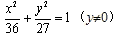 x²/36 + y²/27 = 1 (y≠0)